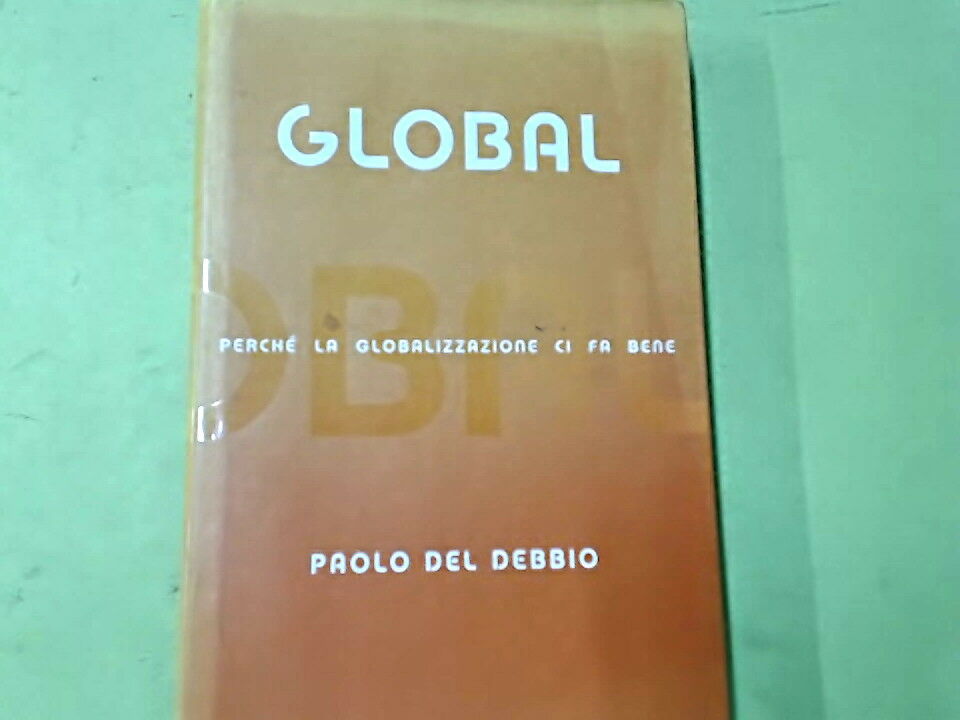 GLOBAL
PERCHÉ LA GLOBALIZZAZIONE CI FA BENE
PAOLO DEL DEBBIO